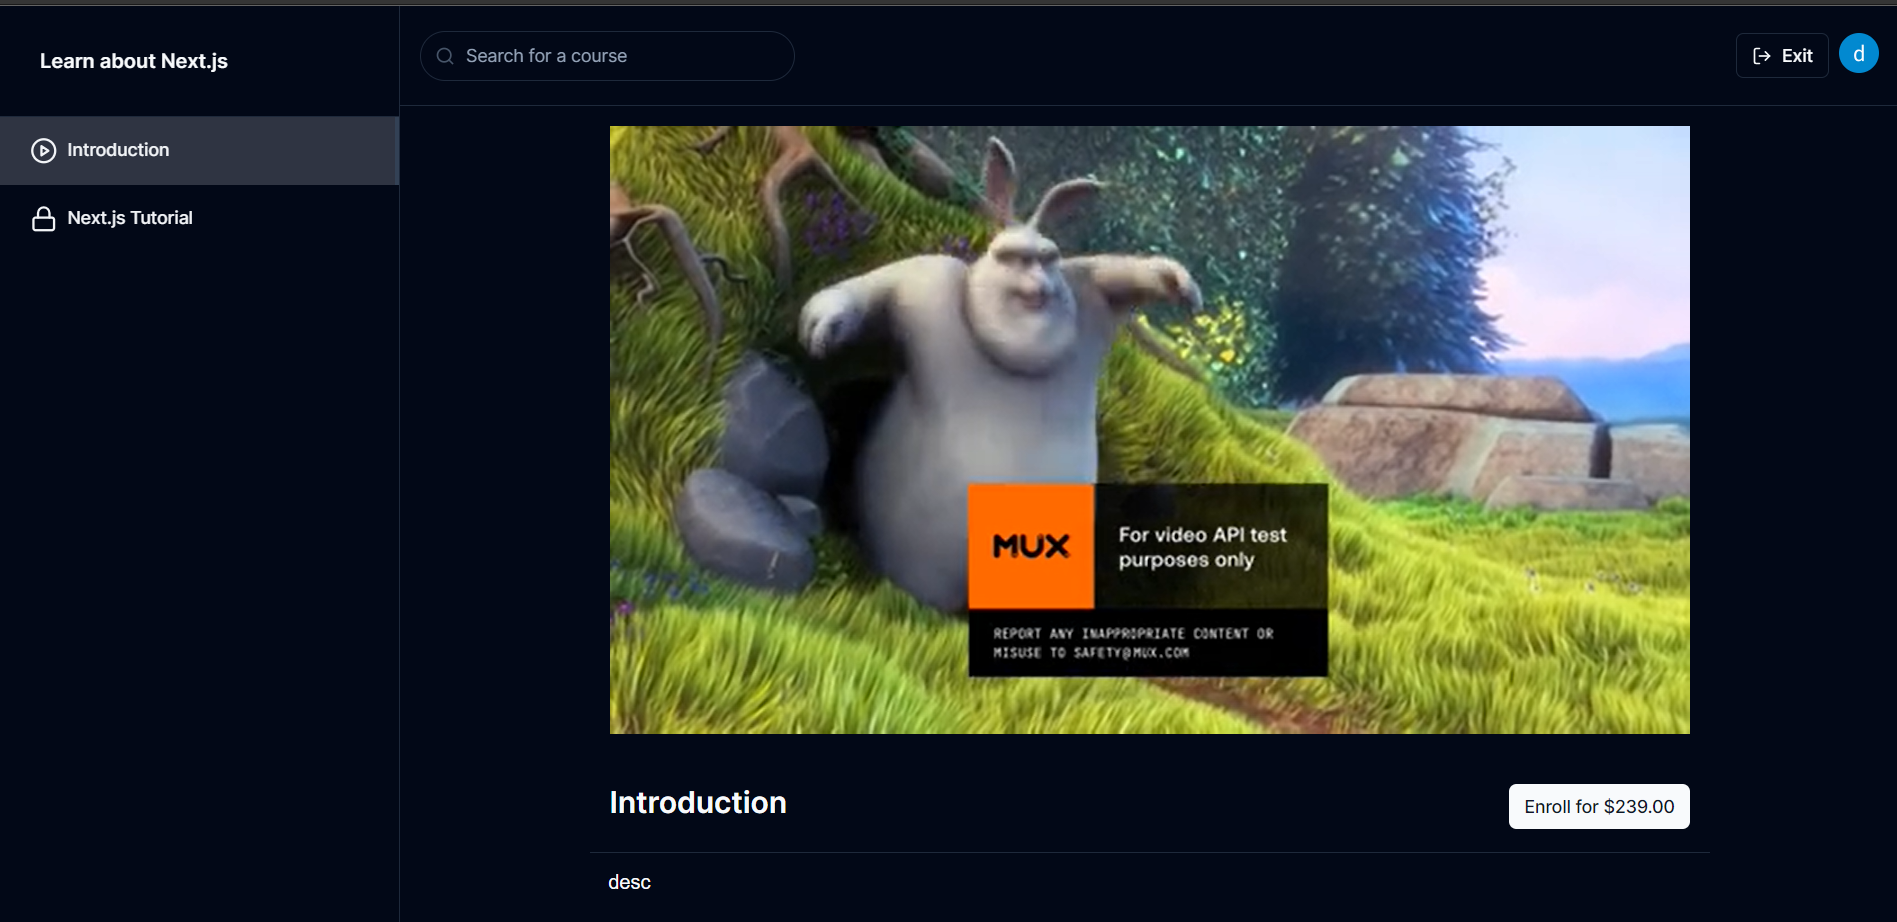 Learn about Next.js
Introduction
Next.js Tutorial
Search for a course
Exit
d
MUX
For video API test
purposes only
REPORT ANY INAPPROPRIATE CONTENT OR
MISUSE TO SAFETY@MUX.COM
Introduction
Enroll for $239.00
desc